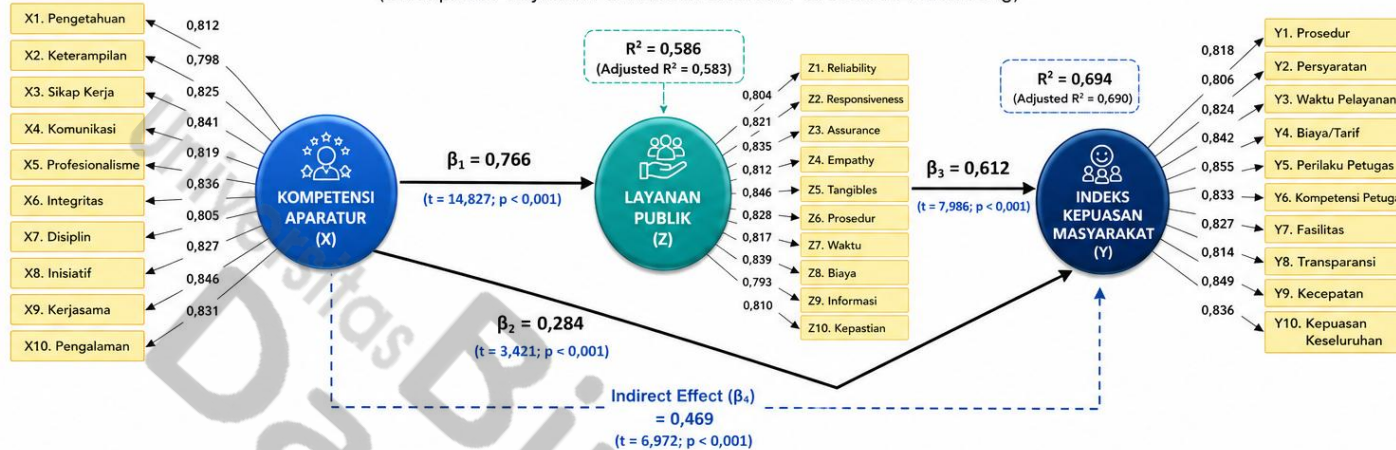 X1. Pengetahuan
X2. Keterampilan
X3. Sikap Kerja
X4. Komunikasi
X5. Profesionalisme
X6. Integritas
X7. Disiplin
X8. Inisiatif
X9. Kerjasama
X10. Pengalaman
0,812
0,798
0,825
0,841
0,819
0,836
0,805
0,827
0,846
0,831
KOMPETENSI
APARATUR
(X)
β₁ = 0,766
(t = 14,827; p < 0,001)
R² = 0,586
(Adjusted R² = 0,583)
LAYANAN
PUBLIK
(Z)
0,804
0,821
0,835
0,812
0,846
0,828
0,817
0,839
0,793
0,810
Z1. Reliability
Z2. Responsiveness
Z3. Assurance
Z4. Empathy
Z5. Tangibles
Z6. Prosedur
Z7. Waktu
Z8. Biaya
Z9. Informasi
Z10. Kepastian
β₃ = 0,612
(t = 7,986; p < 0,001)
R² = 0,694
(Adjusted R² = 0,690)
INDEKS
KEPUASAN
MASYARAKAT
(Y)
0,818
0,806
0,824
0,842
0,855
0,833
0,827
0,814
0,849
0,836
Y1. Prosedur
Y2. Persyaratan
Y3. Waktu Pelayanan
Y4. Biaya/Tarif
Y5. Perilaku Petugas
Y6. Kompetensi Petuga
Y7. Fasilitas
Y8. Transparansi
Y9. Kecepatan
Y10. Kepuasan
Keseluruhan
β₂ = 0,284
(t = 3,421; p < 0,001)
Indirect Effect (β₄)
= 0,469
(t = 6,972; p < 0,001)
Universitas